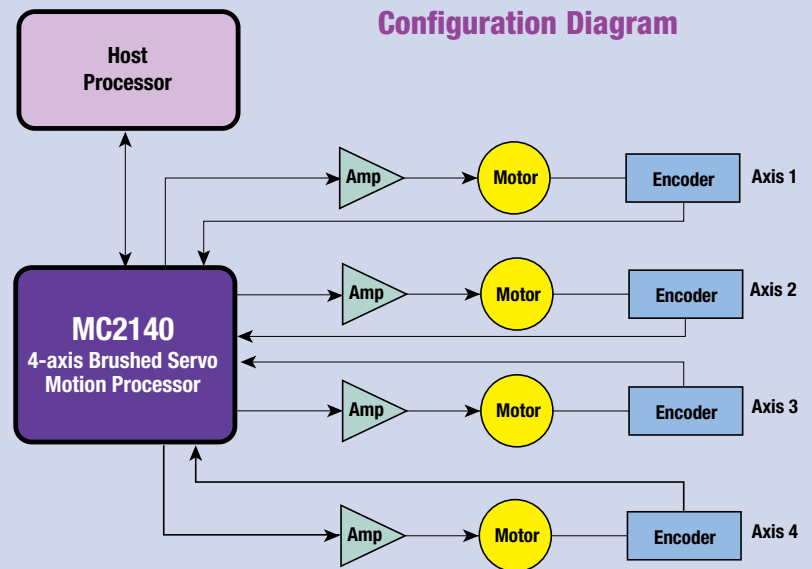 Configuration Diagram
Host
Processor
Amp
Motor
Encoder
Axis 1
Amp
Motor
Encoder
Axis 2
MC2140
4-axis Brushed Servo
Motion Processor
Amp
Motor
Encoder
Axis 3
Amp
Motor
Encoder
Axis 4